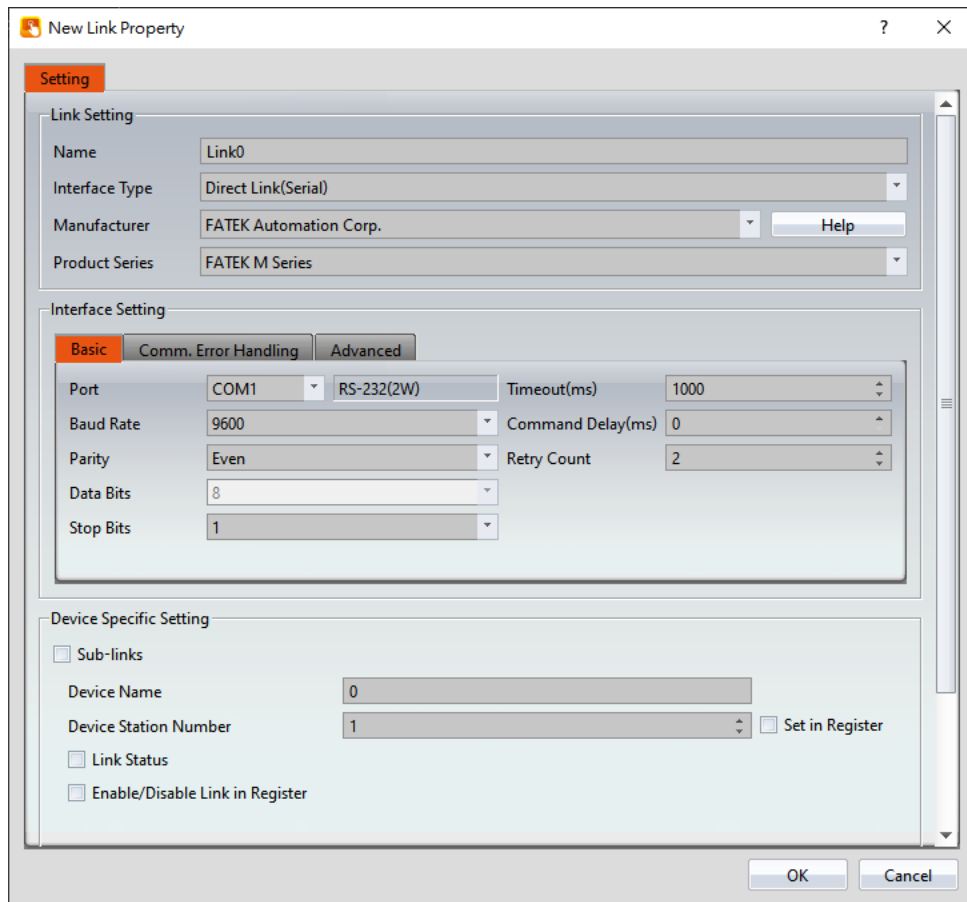 New Link Property
Setting
Link Setting
Name Link0
Interface Type Direct Link(Serial)
Manufacturer FATEK Automation Corp. Help
Product Series FATEK M Series
Interface Setting
Basic Comm. Error Handling Advanced
Port COM1 RS-232(2W) Timeout(ms) 1000
Baud Rate 9600 Command Delay(ms) 0
Parity Even Retry Count 2
Data Bits 8
Stop Bits 1
Device Specific Setting
Sub-links
Device Name 0
Device Station Number 1 Set in Register
Link Status
Enable/Disable Link in Register
OK Cancel